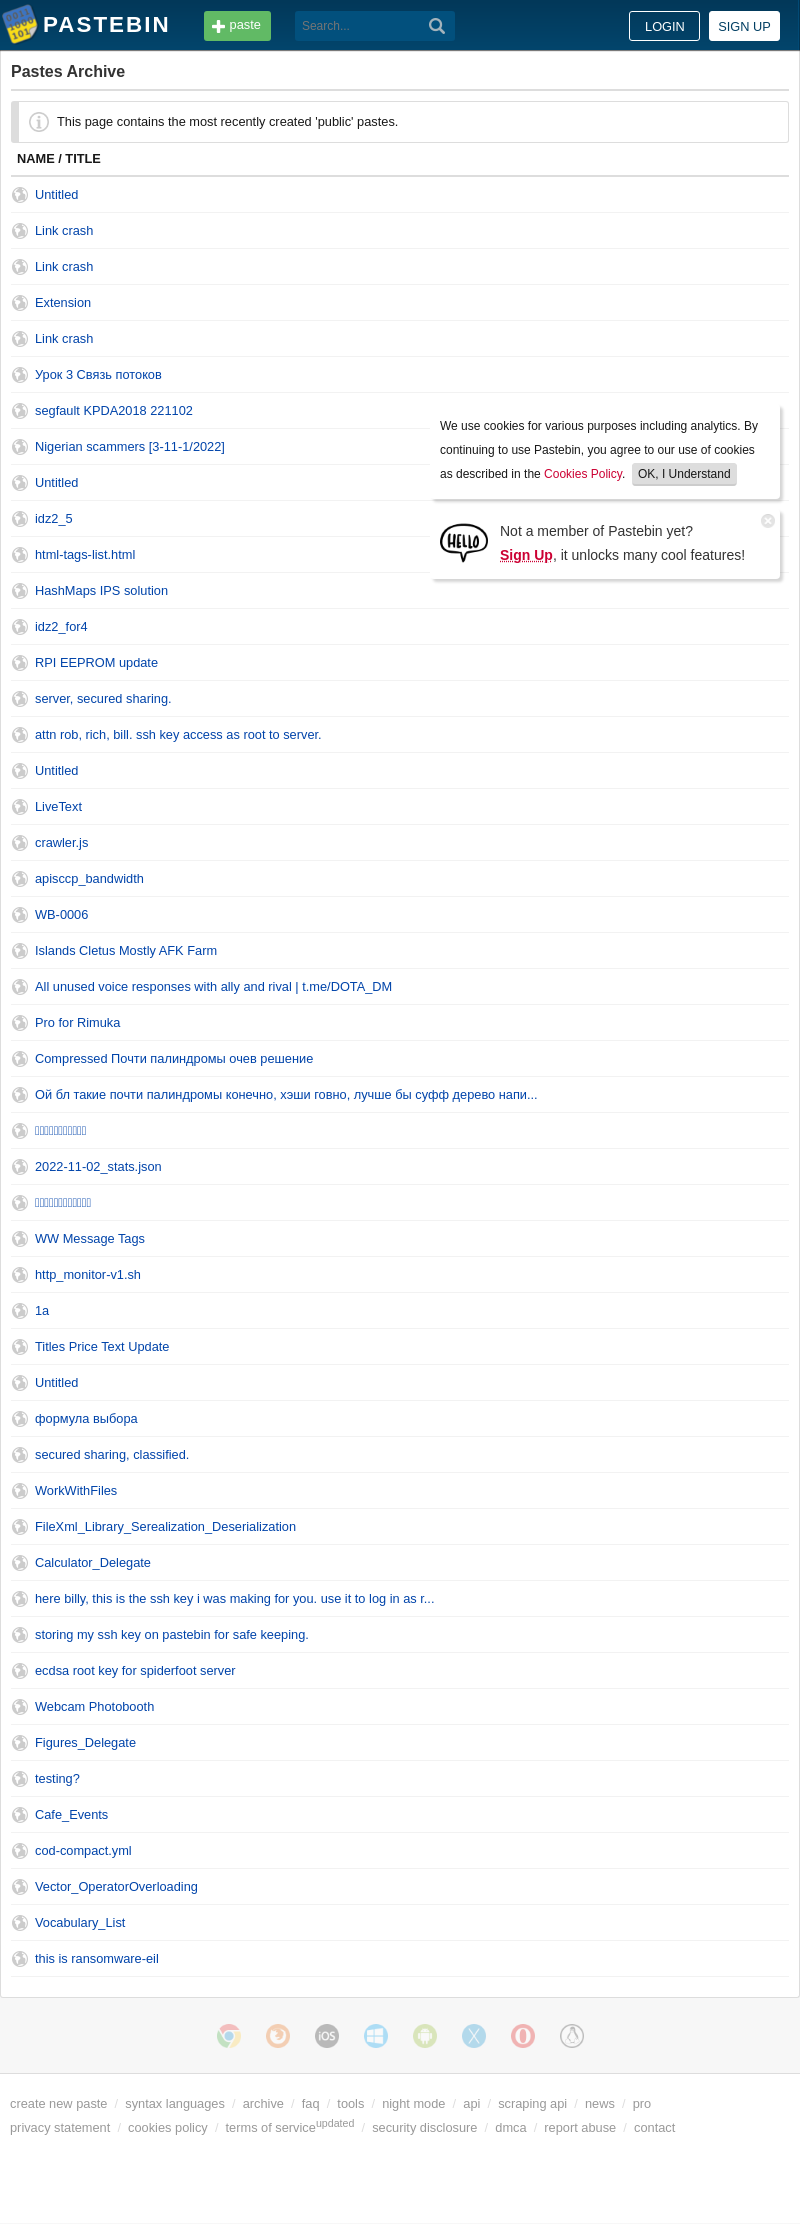 PASTEBIN
paste
Search...
LOGIN
SIGN UP
Pastes Archive
This page contains the most recently created 'public' pastes.
NAME / TITLE
Untitled
Link crash
Link crash
Extension
Link crash
Урок 3 Связь потоков
segfault KPDA2018 221102
Nigerian scammers [3-11-1/2022]
Untitled
idz2_5
html-tags-list.html
HashMaps IPS solution
We use cookies for various purposes including analytics. By
continuing to use Pastebin, you agree to our use of cookies
as described in the Cookies Policy. OK, I Understand
HELLO
Not a member of Pastebin yet?
Sign Up, it unlocks many cool features!
idz2_for4
RPI EEPROM update
server, secured sharing.
attn rob, rich, bill. ssh key access as root to server.
Untitled
LiveText
crawler.js
apisccp_bandwidth
WB-0006
Islands Cletus Mostly AFK Farm
All unused voice responses with ally and rival | t.me/DOTA_DM
Pro for Rimuka
Compressed Почти палиндромы очев решение
Ой бл такие почти палиндромы конечно, хэши говно, лучше бы суфф дерево напи...
2022-11-02_stats.json
WW Message Tags
http_monitor-v1.sh
1a
Titles Price Text Update
Untitled
формула выбора
secured sharing, classified.
WorkWithFiles
FileXml_Library_Serealization_Deserialization
Calculator_Delegate
here billy, this is the ssh key i was making for you. use it to log in as r...
storing my ssh key on pastebin for safe keeping.
ecdsa root key for spiderfoot server
Webcam Photobooth
Figures_Delegate
testing?
Cafe_Events
cod-compact.yml
Vector_OperatorOverloading
Vocabulary_List
this is ransomware-eil
iOS
create new paste / syntax languages / archive / faq / tools / night mode / api / scraping api / news / pro
privacy statement / cookies policy / terms of service updated / security disclosure / dmca / report abuse / contact